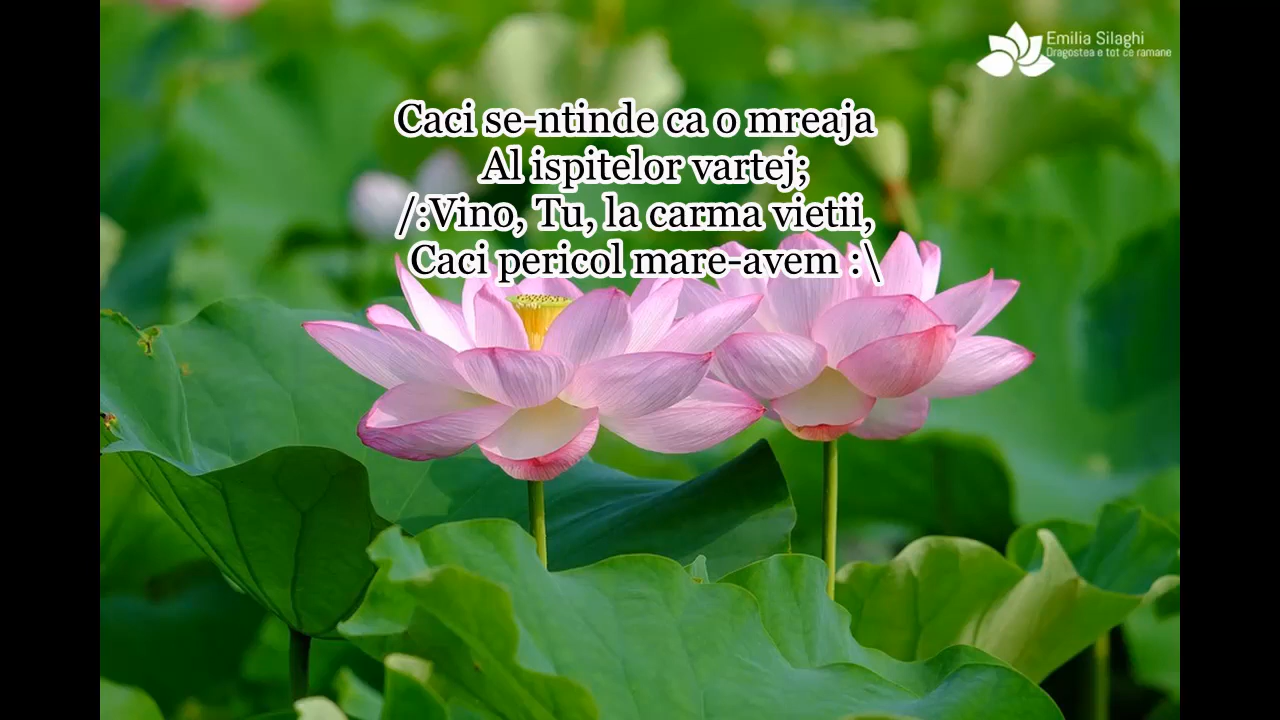 Emilia Silaghi
Dragostea e tot ce ramane
Caci se-ntinde ca o mreaja
Al ispitelor vartej;
/:Vino, Tu, la carma vietii,
Caci pericol mare-avem :\